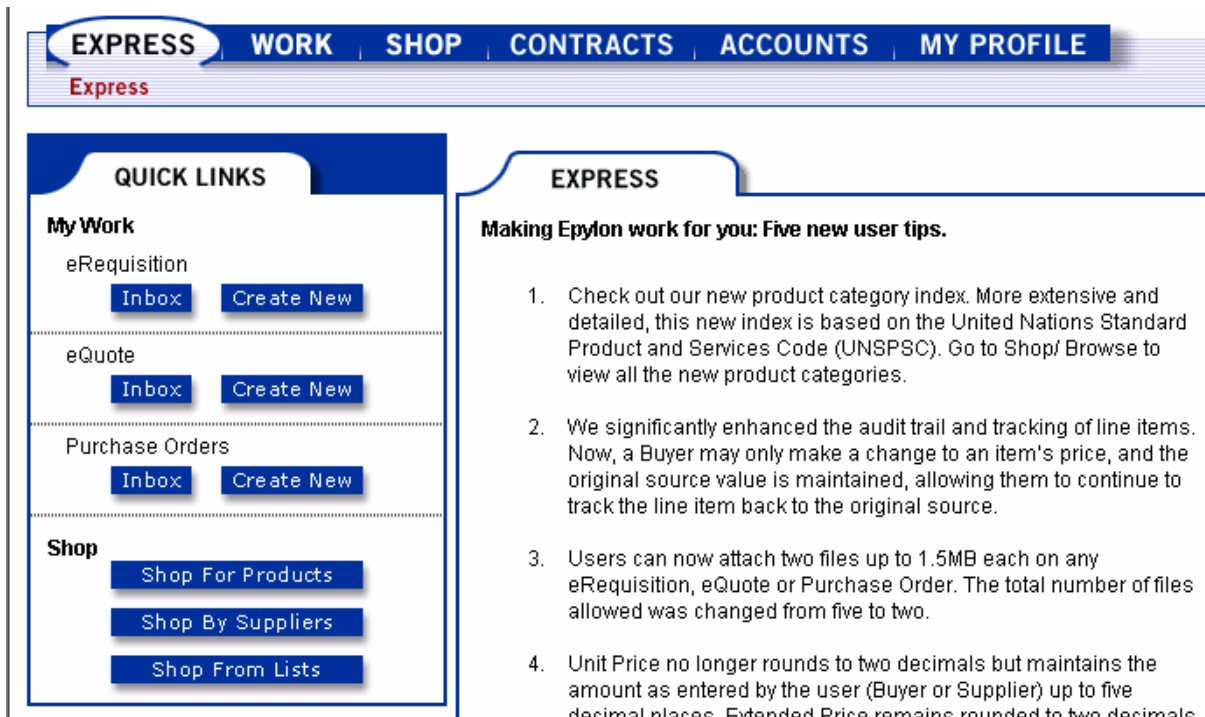 EXPRESS WORK SHOP CONTRACTS ACCOUNTS MY PROFILE
Express
QUICK LINKS
My Work
eRequisition
Inbox Create New
eQuote
Inbox Create New
Purchase Orders
Inbox Create New
Shop
Shop For Products
Shop By Suppliers
Shop From Lists
EXPRESS
Making Epylon work for you: Five new user tips.
1. Check out our new product category index. More extensive and
detailed, this new index is based on the United Nations Standard
Product and Services Code (UNSPSC). Go to Shop/ Browse to
view all the new product categories.
2. We significantly enhanced the audit trail and tracking of line items.
Now, a Buyer may only make a change to an item's price, and the
original source value is maintained, allowing them to continue to
track the line item back to the original source.
3. Users can now attach two files up to 1.5MB each on any
eRequisition, eQuote or Purchase Order. The total number of files
allowed was changed from five to two.
4. Unit Price no longer rounds to two decimals but maintains the
amount as entered by the user (Buyer or Supplier) up to five
decimal places. Extended Price remains rounded to two decimals